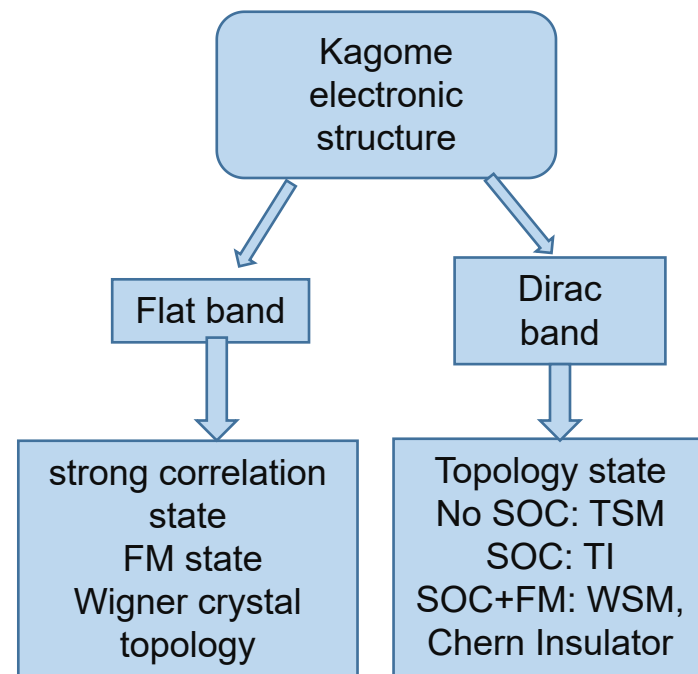 Kagome
electronic
structure
Flat band
Dirac
band
strong correlation
state
FM state
Wigner crystal
topology
Topology state
No SOC: TSM
SOC: TI
SOC+FM: WSM,
Chern Insulator